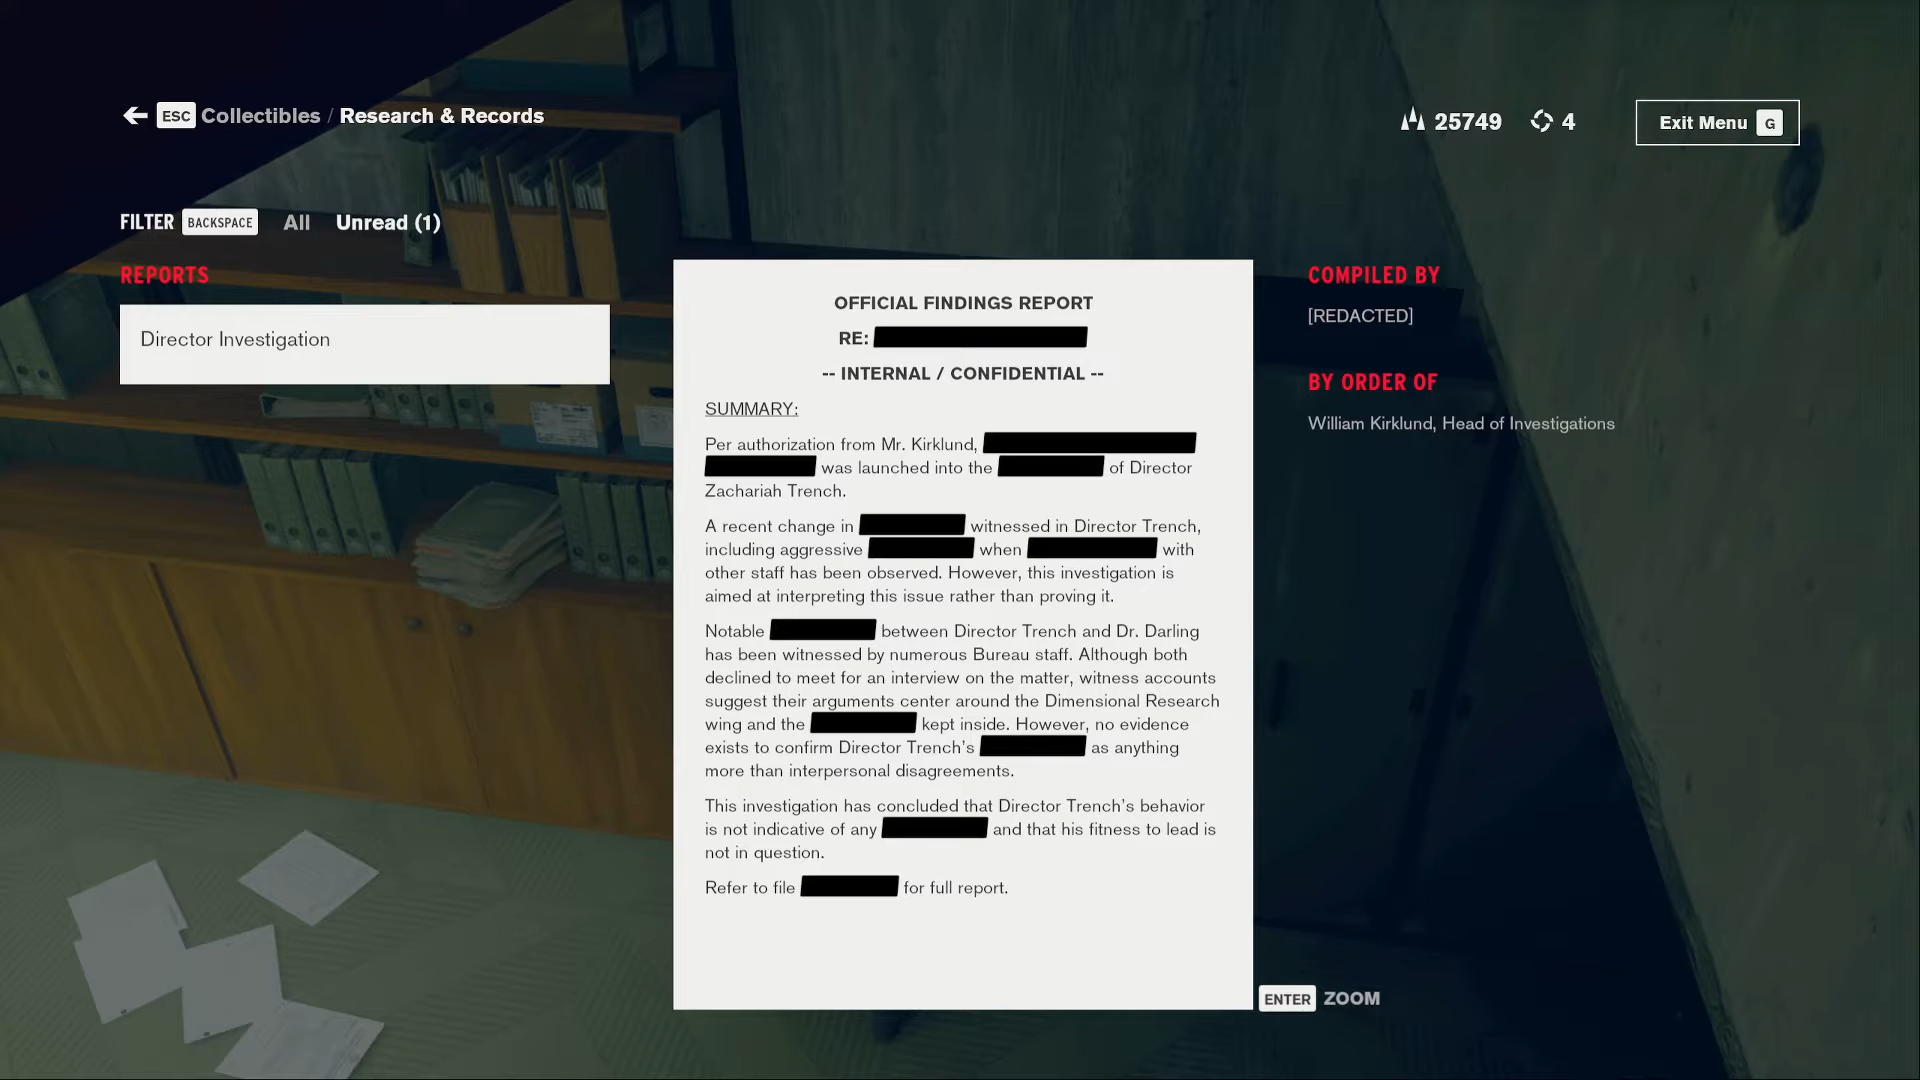 ESC Collectibles / Research & Records
25749 4 Exit Menu G
FILTER BACKSPACE All Unread (1)
REPORTS
Director Investigation
OFFICIAL FINDINGS REPORT
RE:
-- INTERNAL / CONFIDENTIAL --
SUMMARY:
Per authorization from Mr. Kirklund,
was launched into the of Director
Zachariah Trench.
A recent change in witnessed in Director Trench,
including aggressive when with
other staff has been observed. However, this investigation is
aimed at interpreting this issue rather than proving it.
Notable between Director Trench and Dr. Darling
has been witnessed by numerous Bureau staff. Although both
declined to meet for an interview on the matter, witness accounts
suggest their arguments center around the Dimensional Research
wing and the kept inside. However, no evidence
exists to confirm Director Trench's as anything
more than interpersonal disagreements.
This investigation has concluded that Director Trench's behavior
is not indicative of any and that his fitness to lead is
not in question.
Refer to file for full report.
COMPILED BY
[REDACTED]
BY ORDER OF
William Kirklund, Head of Investigations
ENTER ZOOM